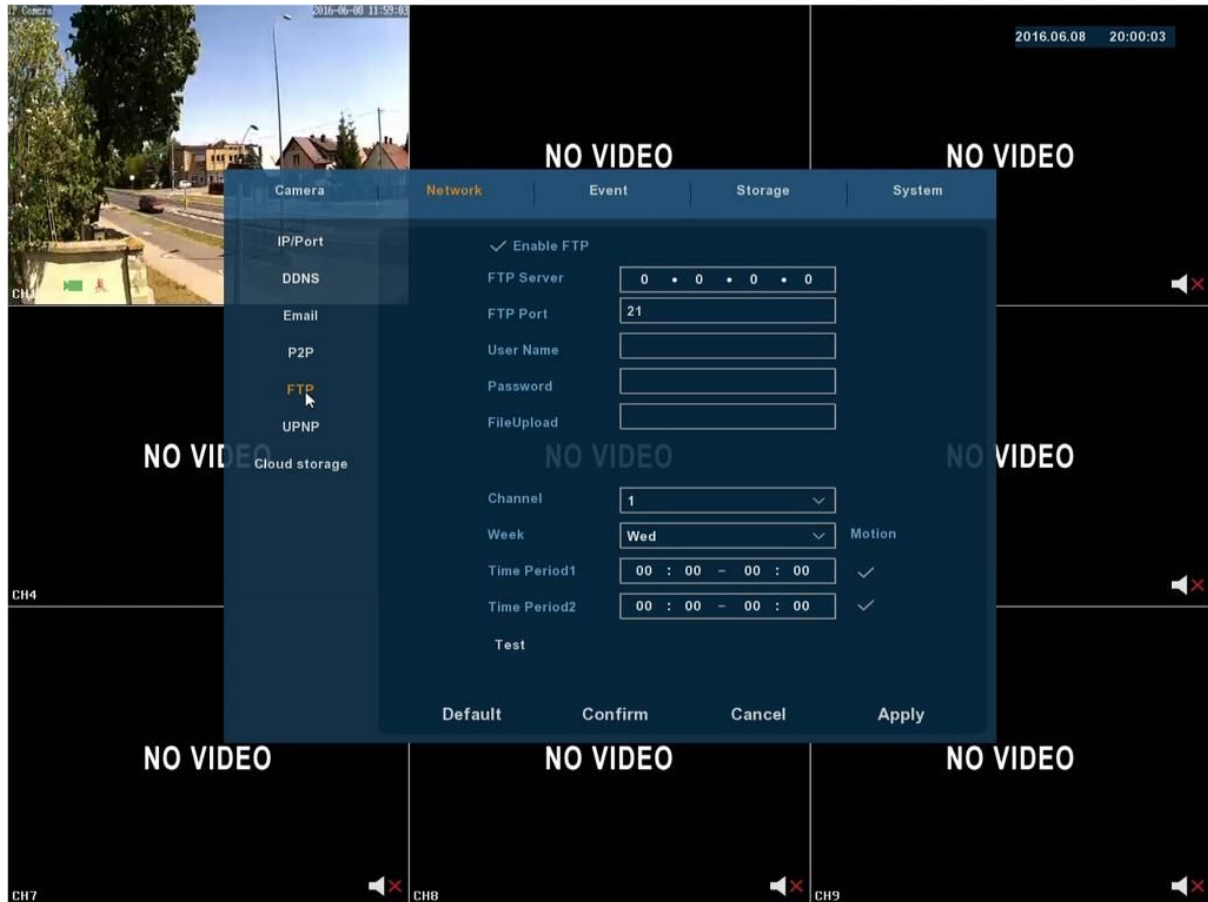 IP Camera
2016-06-08 11:59:03
2016.06.08 20:00:03
NO VIDEO
NO VIDEO
Camera
Network
Event
Storage
System
IP/Port
DDNS
Email
P2P
FTP
UPNP
Cloud storage
Enable FTP
FTP Server 0 . 0 . 0 . 0
FTP Port 21
User Name
Password
FileUpload
Channel 1
Week Wed Motion
Time Period1 00 : 00 - 00 : 00
Time Period2 00 : 00 - 00 : 00
Test
Default
Confirm
Cancel
Apply
CH1
NO VIDEO
NO VIDEO
NO VIDEO
CH4
NO VIDEO
NO VIDEO
NO VIDEO
CH7
CH8
CH9